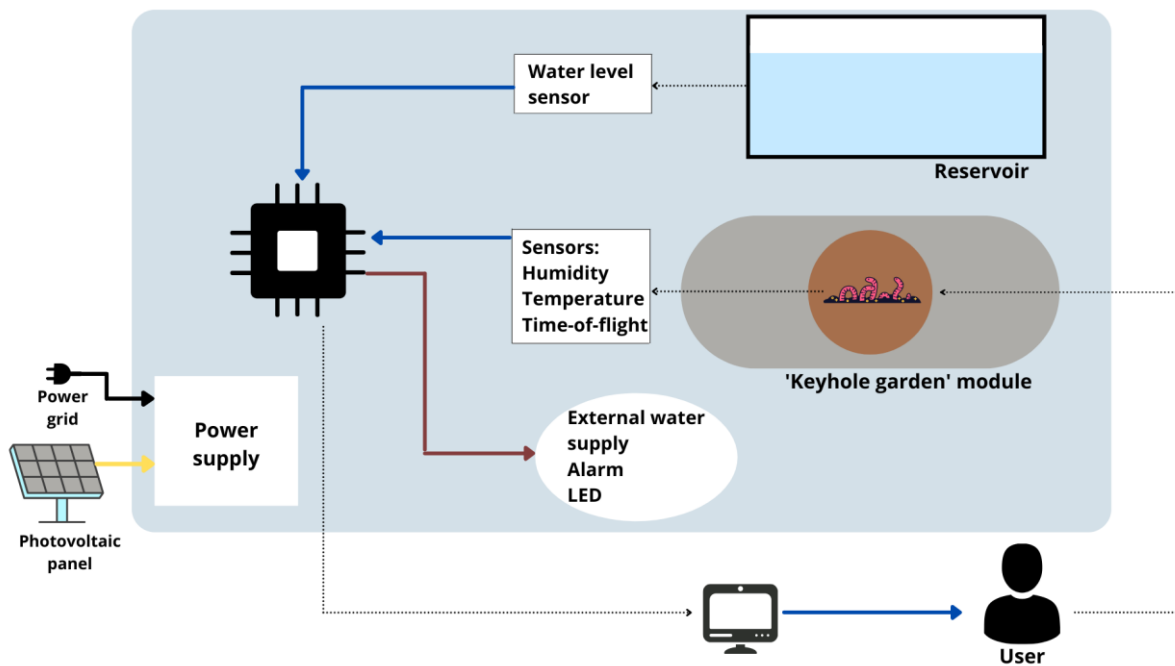 Water level
sensor
Reservoir
Sensors:
Humidity
Temperature
Time-of-flight
'Keyhole garden' module
Power
grid
Power
supply
External water
supply
Alarm
LED
Photovoltaic
panel
User